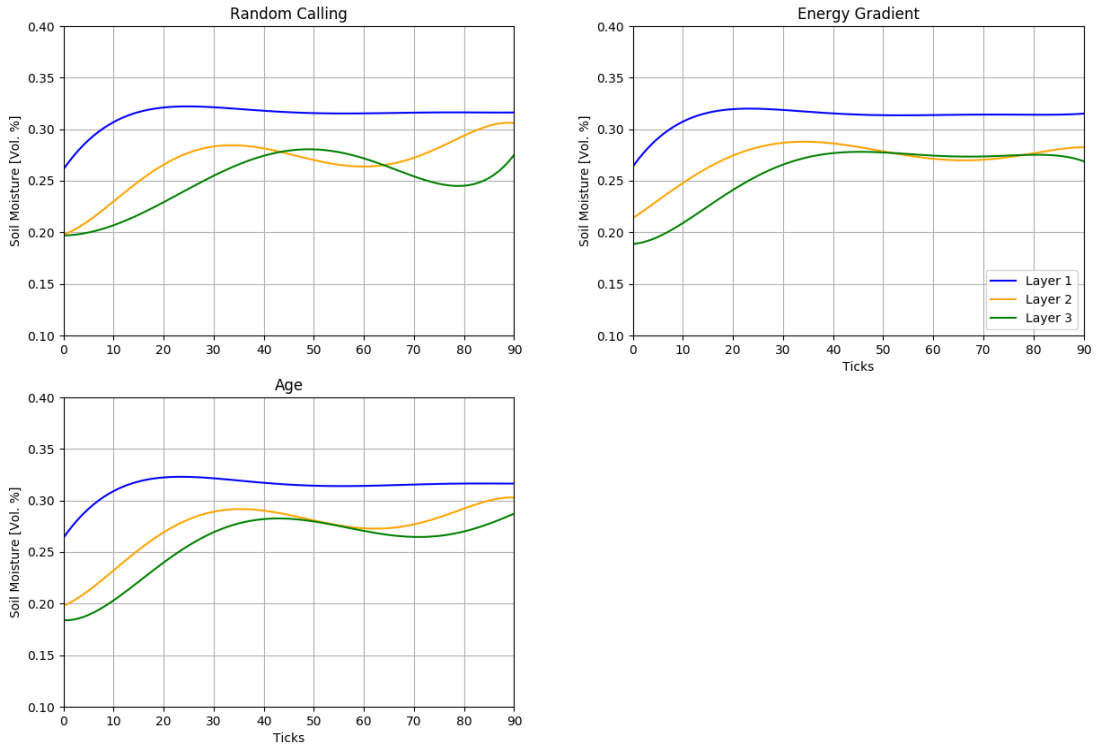 Random Calling
0.40
0.35
0.30
0.25
0.20
0.15
0.10
Soil Moisture [Vol. %]
0 10 20 30 40 50 60 70 80 90
Energy Gradient
0.40
0.35
0.30
0.25
0.20
0.15
0.10
Soil Moisture [Vol. %]
Layer 1
Layer 2
Layer 3
0 10 20 30 40 50 60 70 80 90
Ticks
Age
0.40
0.35
0.30
0.25
0.20
0.15
0.10
Soil Moisture [Vol. %]
0 10 20 30 40 50 60 70 80 90
Ticks